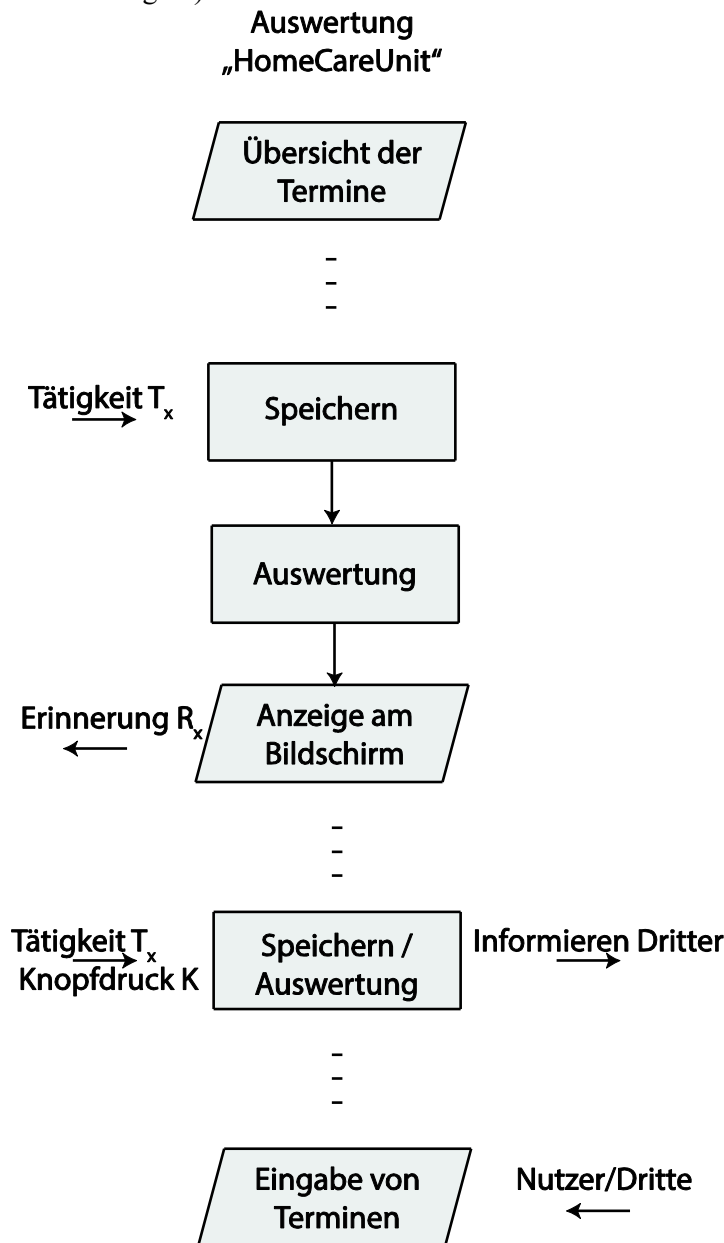 Auswertung
„HomeCareUnit“
Übersicht der
Termine
Tätigkeit Tx
Speichern
Auswertung
Erinnerung Rx
Anzeige am
Bildschirm
Tätigkeit Tx
Knopfdruck K
Speichern /
Auswertung
Informieren Dritter
Eingabe von
Terminen
Nutzer/Dritte